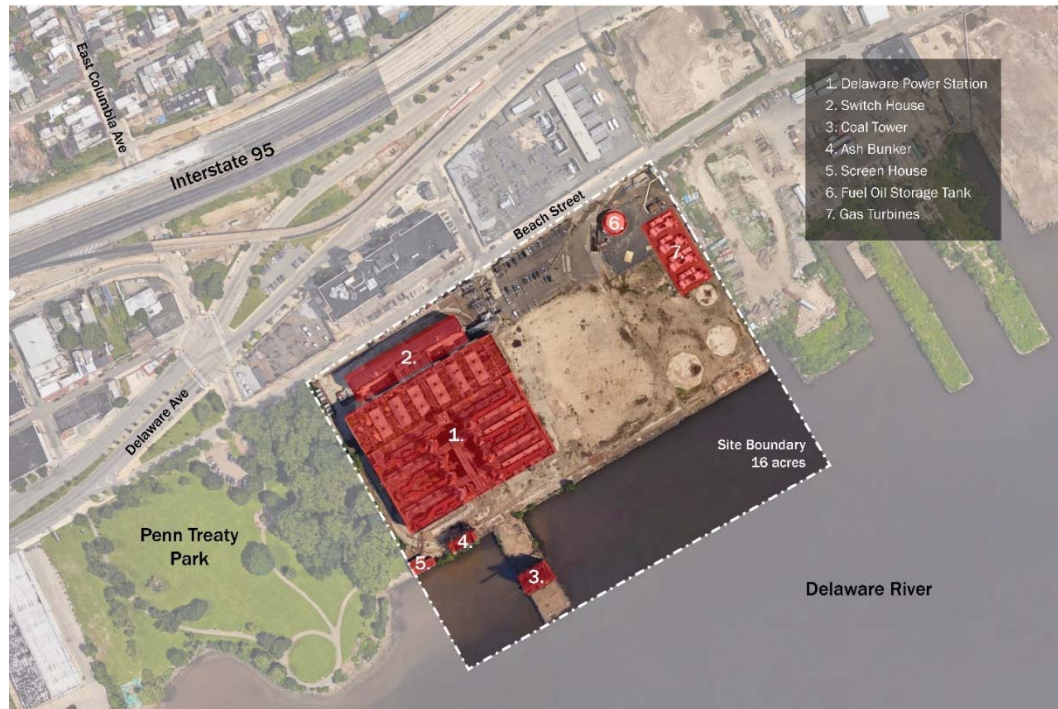 East Columbia Ave
Interstate 95
Beach Street
1. Delaware Power Station
2. Switch House
3. Coal Tower
4. Ash Bunker
5. Screen House
6. Fuel Oil Storage Tank
7. Gas Turbines
6.
7.
2.
Delaware Ave
1.
Site Boundary
16 acres
Penn Treaty
Park
4.
5.
3.
Delaware River